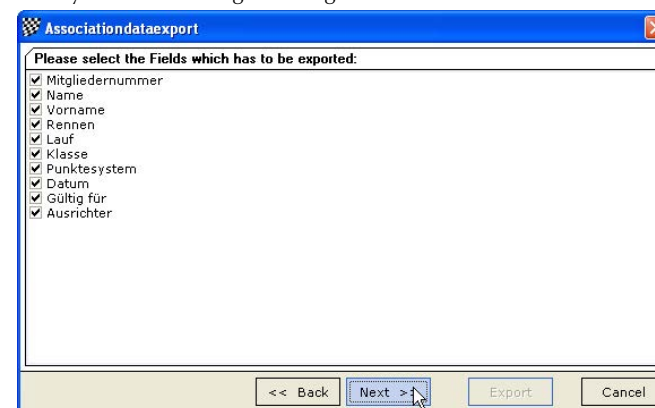 Associationdataexport
Please select the Fields which has to be exported:
Mitgliedernummer
Name
Vorname
Rennen
Lauf
Klasse
Punktesystem
Datum
Gültig für
Ausrichter
<< Back Next >> Export Cancel